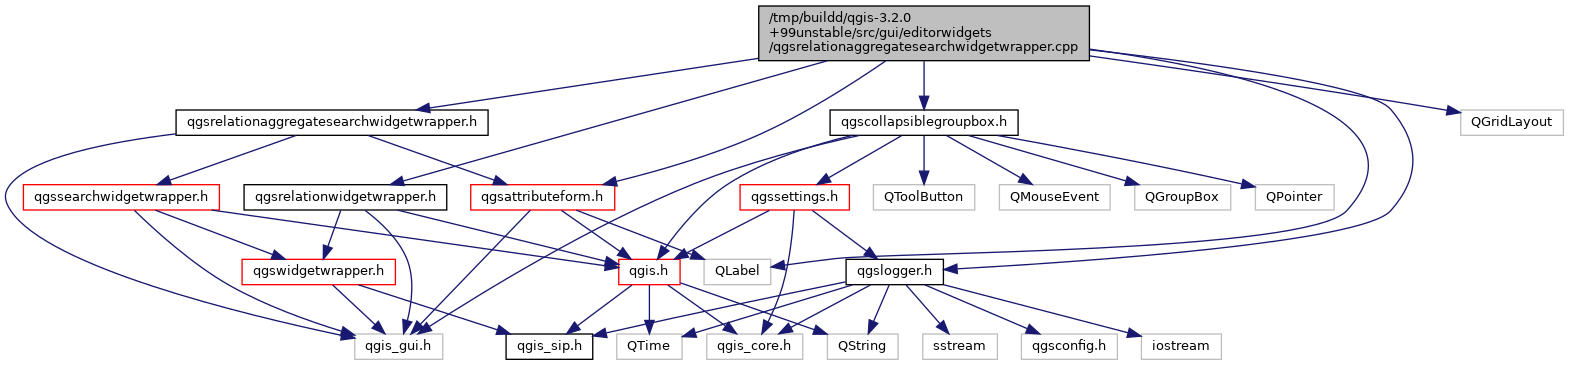 /tmp/buildd/qgis-3.2.0
+99unstable/src/gui/editorwidgets
/qgsrelationaggregatesearchwidgetwrapper.cpp
qgsrelationaggregatesearchwidgetwrapper.h
qgscollapsiblegroupbox.h
QGridLayout
qgssearchwidgetwrapper.h
qgsrelationwidgetwrapper.h
qgsattributeform.h
qgssettings.h
QToolButton
QMouseEvent
QGroupBox
QPointer
qgswidgetwrapper.h
qgis.h
QLabel
qgslogger.h
qgis_gui.h
qgis_sip.h
QTime
qgis_core.h
QString
sstream
qgsconfig.h
iostream